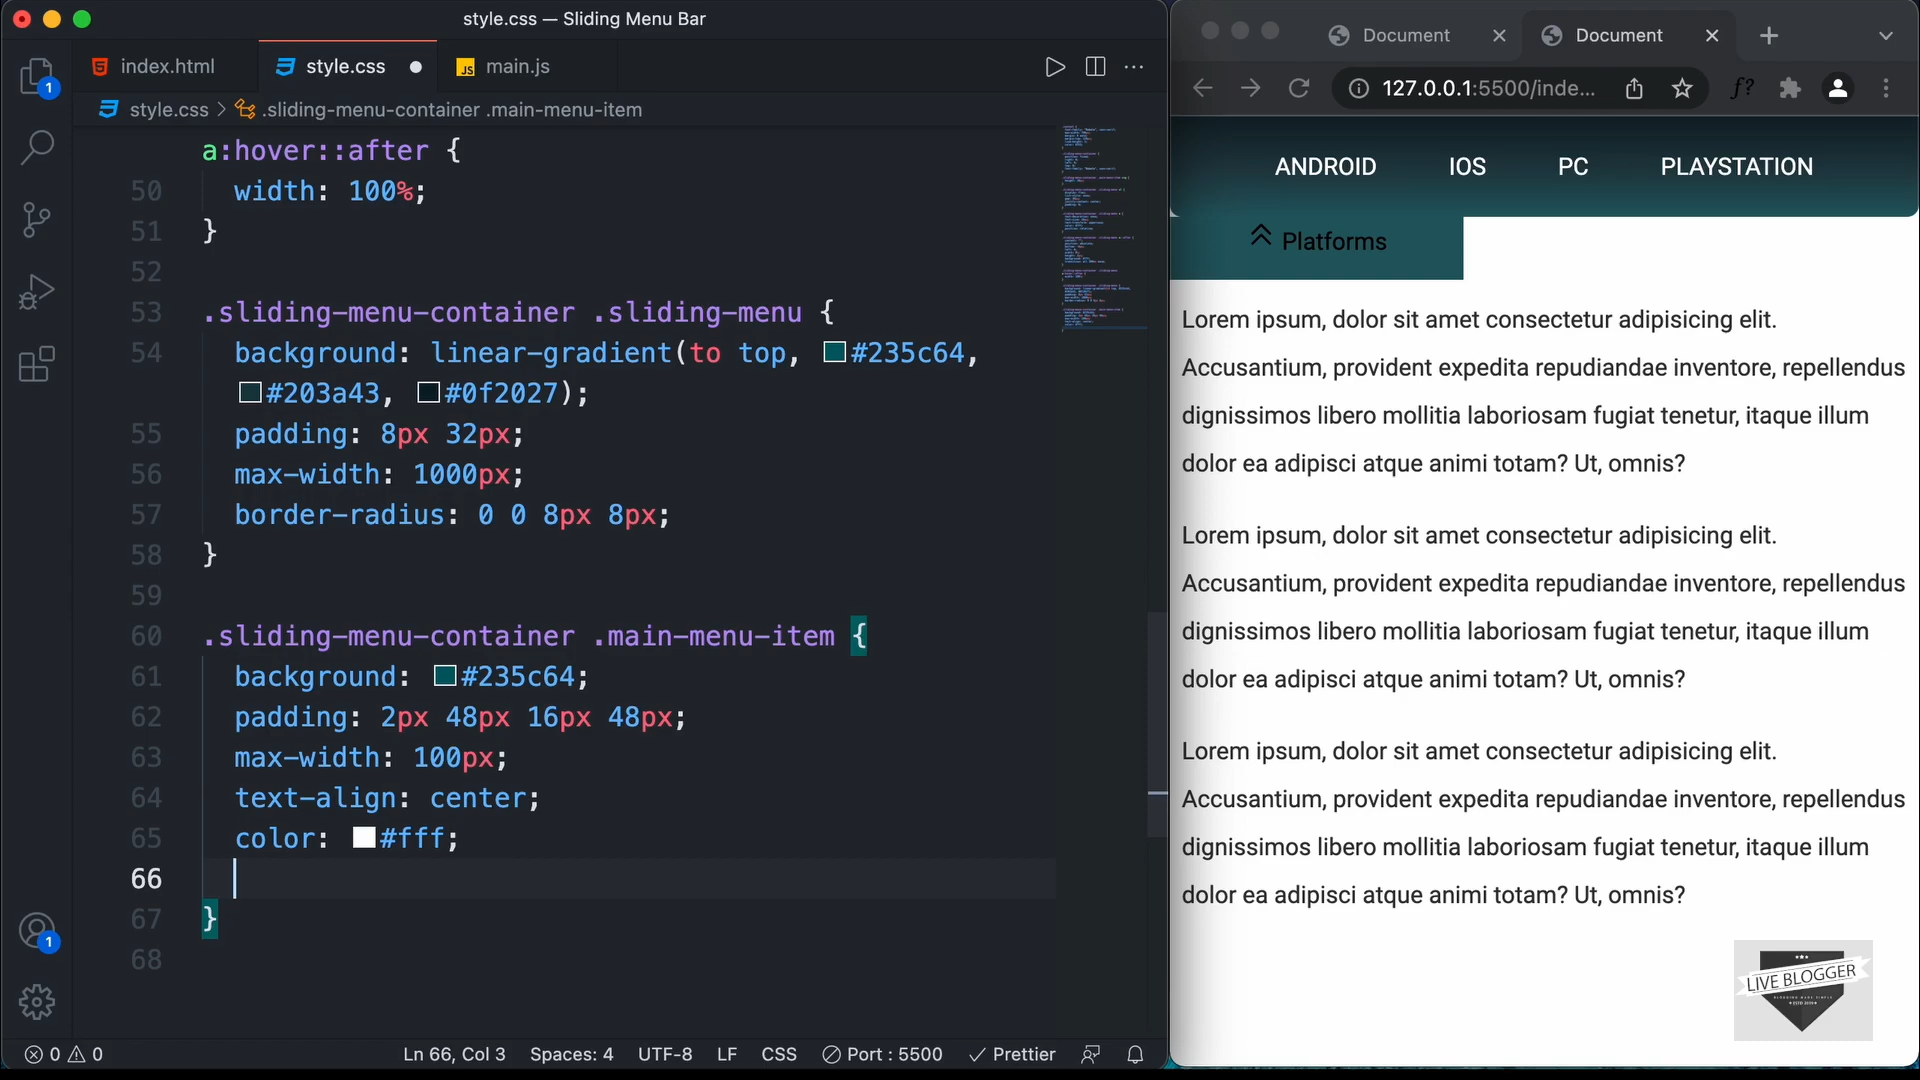 style.css — Sliding Menu Bar
index.html
style.css
JS main.js
style.css > .sliding-menu-container .main-menu-item
a:hover::after {
50 width: 100%;
51 }
52
53 .sliding-menu-container .sliding-menu {
54 background: linear-gradient(to top, #235c64,
#203a43, #0f2027);
55 padding: 8px 32px;
56 max-width: 1000px;
57 border-radius: 0 0 8px 8px;
58 }
59
60 .sliding-menu-container .main-menu-item {
61 background: #235c64;
62 padding: 2px 48px 16px 48px;
63 max-width: 100px;
64 text-align: center;
65 color: #fff;
66
67 }
68
1
1
0 0
Ln 66, Col 3
Spaces: 4
UTF-8
LF
CSS
Port : 5500
Prettier
Document
Document
127.0.0.1:5500/inde...
f?
ANDROID IOS PC PLAYSTATION
Platforms
Lorem ipsum, dolor sit amet consectetur adipisicing elit.
Accusantium, provident expedita repudiandae inventore, repellendus
dignissimos libero mollitia laboriosam fugiat tenetur, itaque illum
dolor ea adipisci atque animi totam? Ut, omnis?
Lorem ipsum, dolor sit amet consectetur adipisicing elit.
Accusantium, provident expedita repudiandae inventore, repellendus
dignissimos libero mollitia laboriosam fugiat tenetur, itaque illum
dolor ea adipisci atque animi totam? Ut, omnis?
Lorem ipsum, dolor sit amet consectetur adipisicing elit.
Accusantium, provident expedita repudiandae inventore, repellendus
dignissimos libero mollitia laboriosam fugiat tenetur, itaque illum
dolor ea adipisci atque animi totam? Ut, omnis?
LIVE BLOGGER
BLOGGING MADE SIMPLE